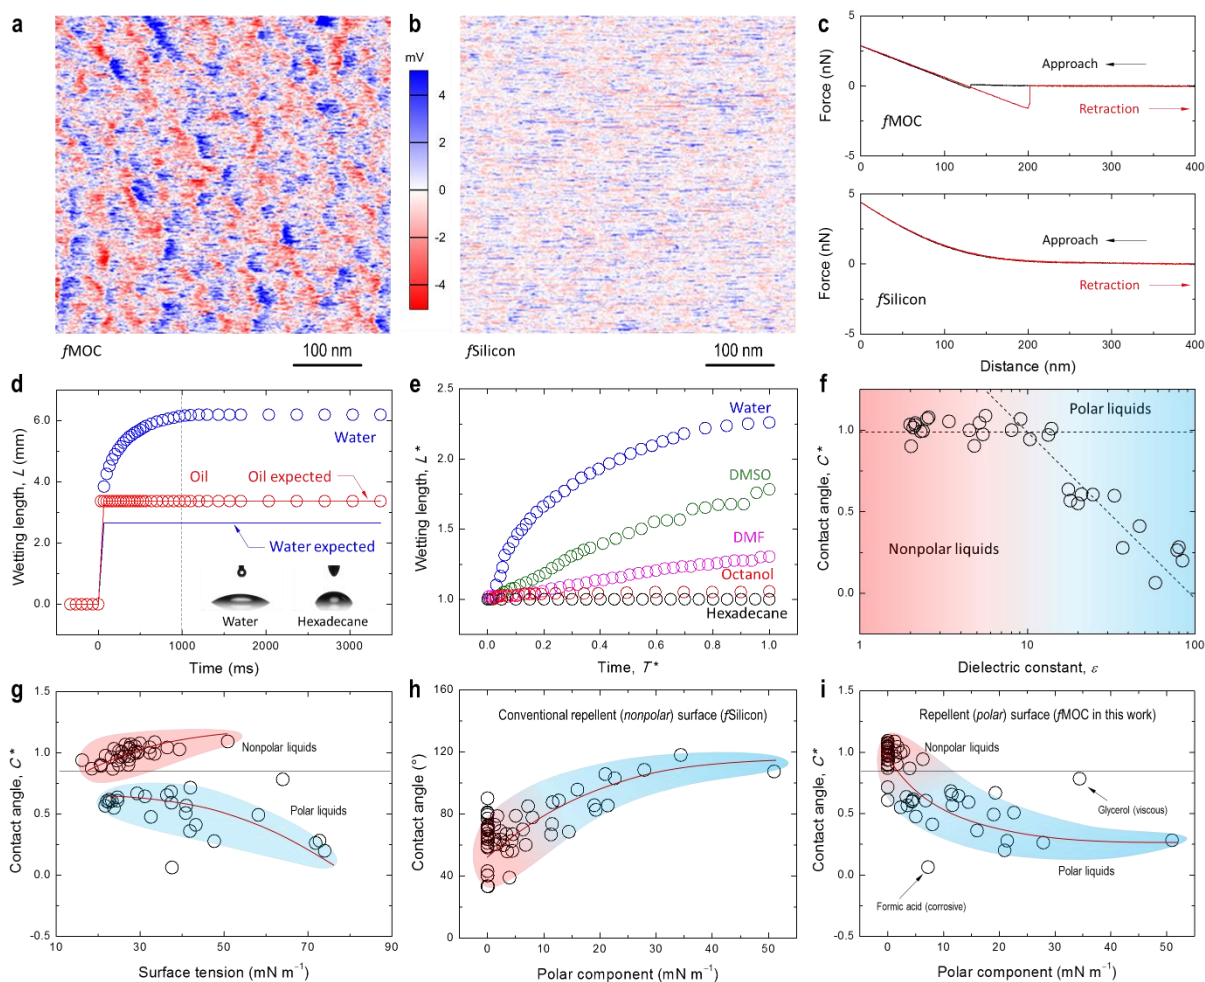 a
b
c
mV
4
2
0
-2
-4
fMOC
100 nm
fSilicon
100 nm
5
0
-5
Force (nN)
Approach
Retraction
fMOC
0
100
200
300
400
5
0
-5
Force (nN)
Approach
Retraction
fSilicon
0
100
200
300
400
Distance (nm)
d
6.0
4.0
2.0
0.0
Wetting length, L (mm)
Water
Oil
Oil expected
Water expected
Water
Hexadecane
0
1000
2000
3000
Time (ms)
e
2.5
2.0
1.5
1.0
Wetting length, L*
Water
DMSO
DMF
Octanol
Hexadecane
0.0
0.2
0.4
0.6
0.8
1.0
Time, T*
f
1.0
0.5
0.0
Contact angle, C*
Polar liquids
Nonpolar liquids
1
10
100
Dielectric constant, ε
g
1.5
1.0
0.5
0.0
-0.5
Contact angle, C*
Nonpolar liquids
Polar liquids
10
30
50
70
90
Surface tension (mN m⁻¹)
h
160
120
80
40
0
Contact angle (°)
Conventional repellent (nonpolar) surface (fSilicon)
0
10
20
30
40
50
Polar component (mN m⁻¹)
i
1.5
1.0
0.5
0.0
-0.5
Contact angle, C*
Repellent (polar) surface (fMOC in this work)
Nonpolar liquids
Glycerol (viscous)
Polar liquids
Formic acid (corrosive)
0
10
20
30
40
50
Polar component (mN m⁻¹)